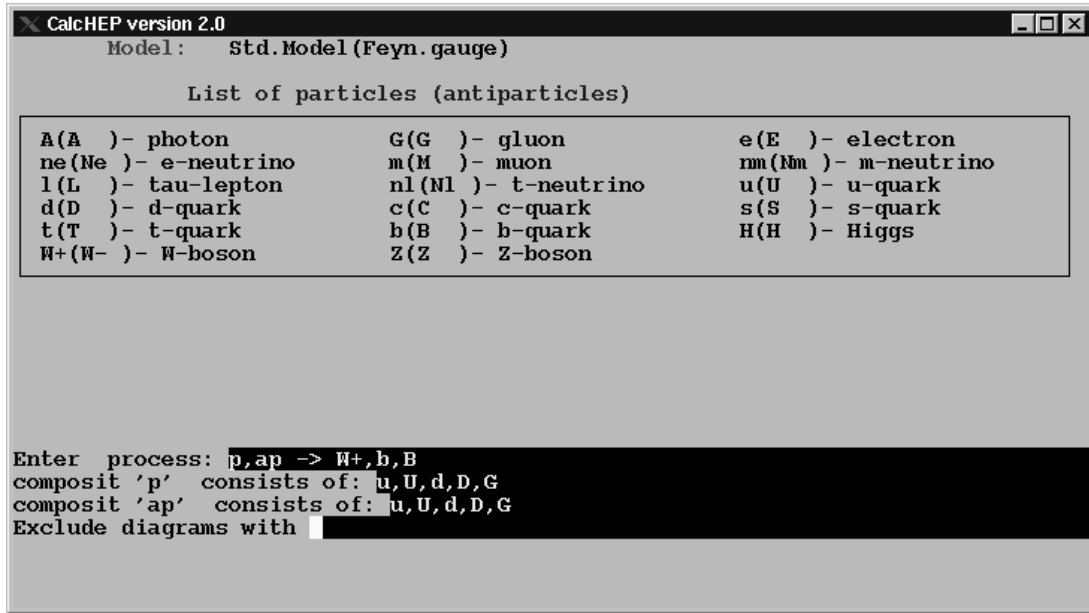 CalcHEP version 2.0
Model: Std.Model(Feyn.gauge)
List of particles (antiparticles)
A(A )- photon G(G )- gluon e(E )- electron
ne(Ne )- e-neutrino m(M )- muon nm(Nm )- m-neutrino
l(L )- tau-lepton nl(Nl )- t-neutrino u(U )- u-quark
d(D )- d-quark c(C )- c-quark s(S )- s-quark
t(T )- t-quark b(B )- b-quark H(H )- Higgs
W+(W- )- W-boson Z(Z )- Z-boson
Enter process: p,ap -> W+,b,B
composit 'p' consists of: u,U,d,D,G
composit 'ap' consists of: u,U,d,D,G
Exclude diagrams with